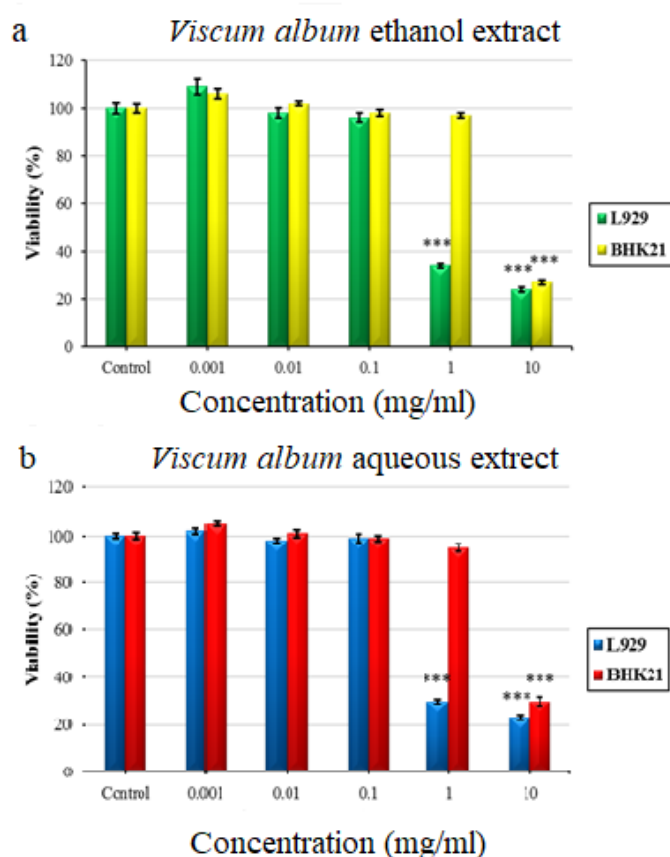 a
Viscum album ethanol extract
120
100
80
60
40
20
0
Viability (%)
***
*** ***
L929
BHK21
Control 0.001 0.01 0.1 1 10
Concentration (mg/ml)
b
Viscum album aqueous extrect
120
100
80
60
40
20
0
Viability (%)
***
*** ***
L929
BHK21
Control 0.001 0.01 0.1 1 10
Concentration (mg/ml)